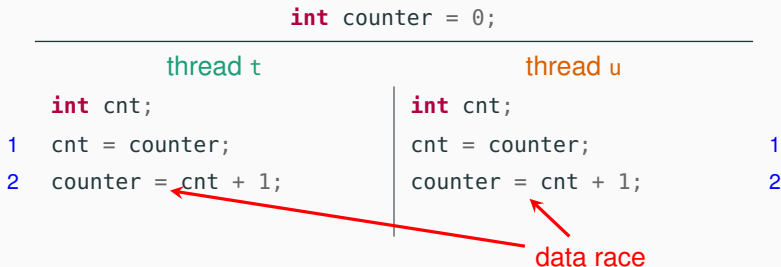 int counter = 0;
thread t thread u
int cnt; int cnt;
1 cnt = counter; cnt = counter; 1
2 counter = cnt + 1; counter = cnt + 1; 2
data race